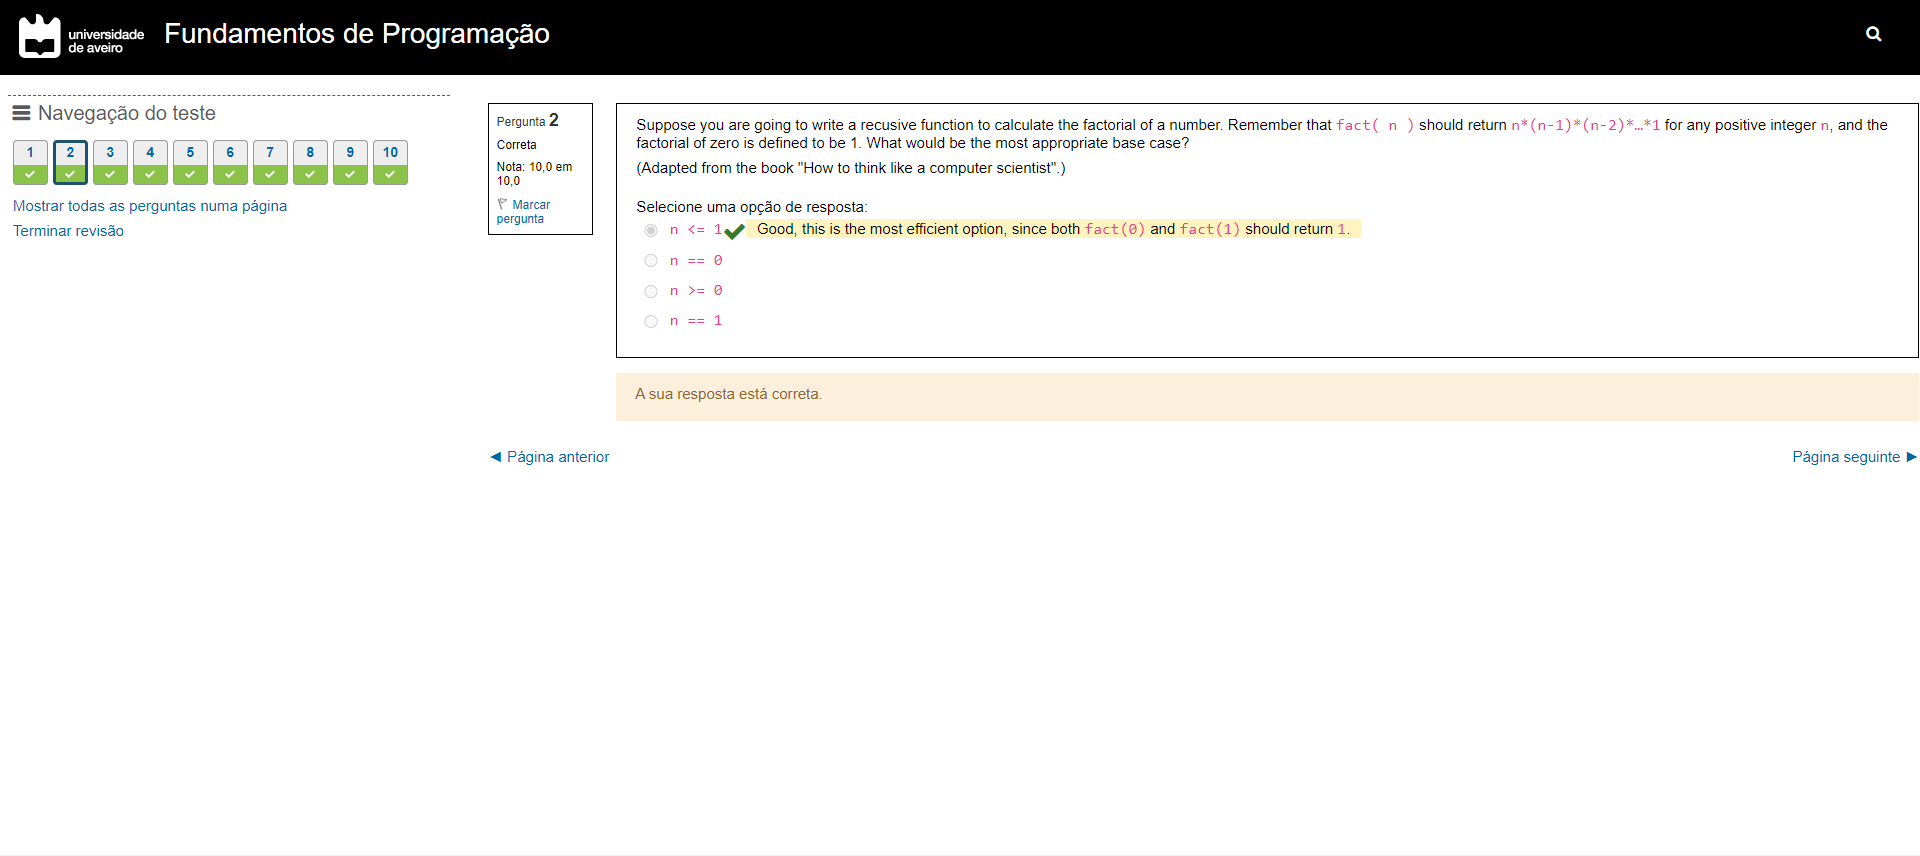 universidade
de aveiro
Fundamentos de Programação
Navegação do teste
1 2 3 4 5 6 7 8 9 10
Mostrar todas as perguntas numa página
Terminar revisão
Pergunta 2
Correta
Nota: 10,0 em
10,0
Marcar
pergunta
Suppose you are going to write a recusive function to calculate the factorial of a number. Remember that fact( n ) should return n*(n-1)*(n-2)*…*1 for any positive integer n, and the
factorial of zero is defined to be 1. What would be the most appropriate base case?
(Adapted from the book "How to think like a computer scientist".)
Selecione uma opção de resposta:
n <= 1 Good, this is the most efficient option, since both fact(0) and fact(1) should return 1.
n == 0
n >= 0
n == 1
A sua resposta está correta.
◄ Página anterior
Página seguinte ►